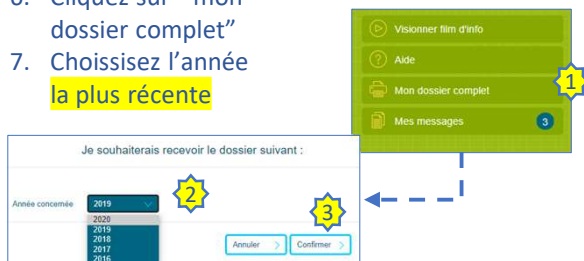 6. Cliquez sur "mon
dossier complet"
7. Choissisez l'année
la plus récente
Visionner film d'info
Aide
Mon dossier complet
1
Mes messages
3
Je souhaiterais recevoir le dossier suivant :
Année concernée
2019
2
2020
2019
2018
2017
2016
3
Annuler
Confirmer